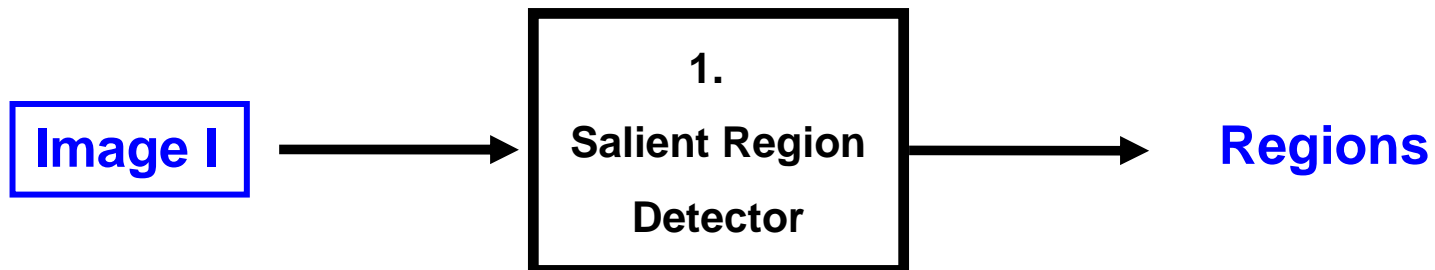 Image I
1.
Salient Region
Detector
Regions